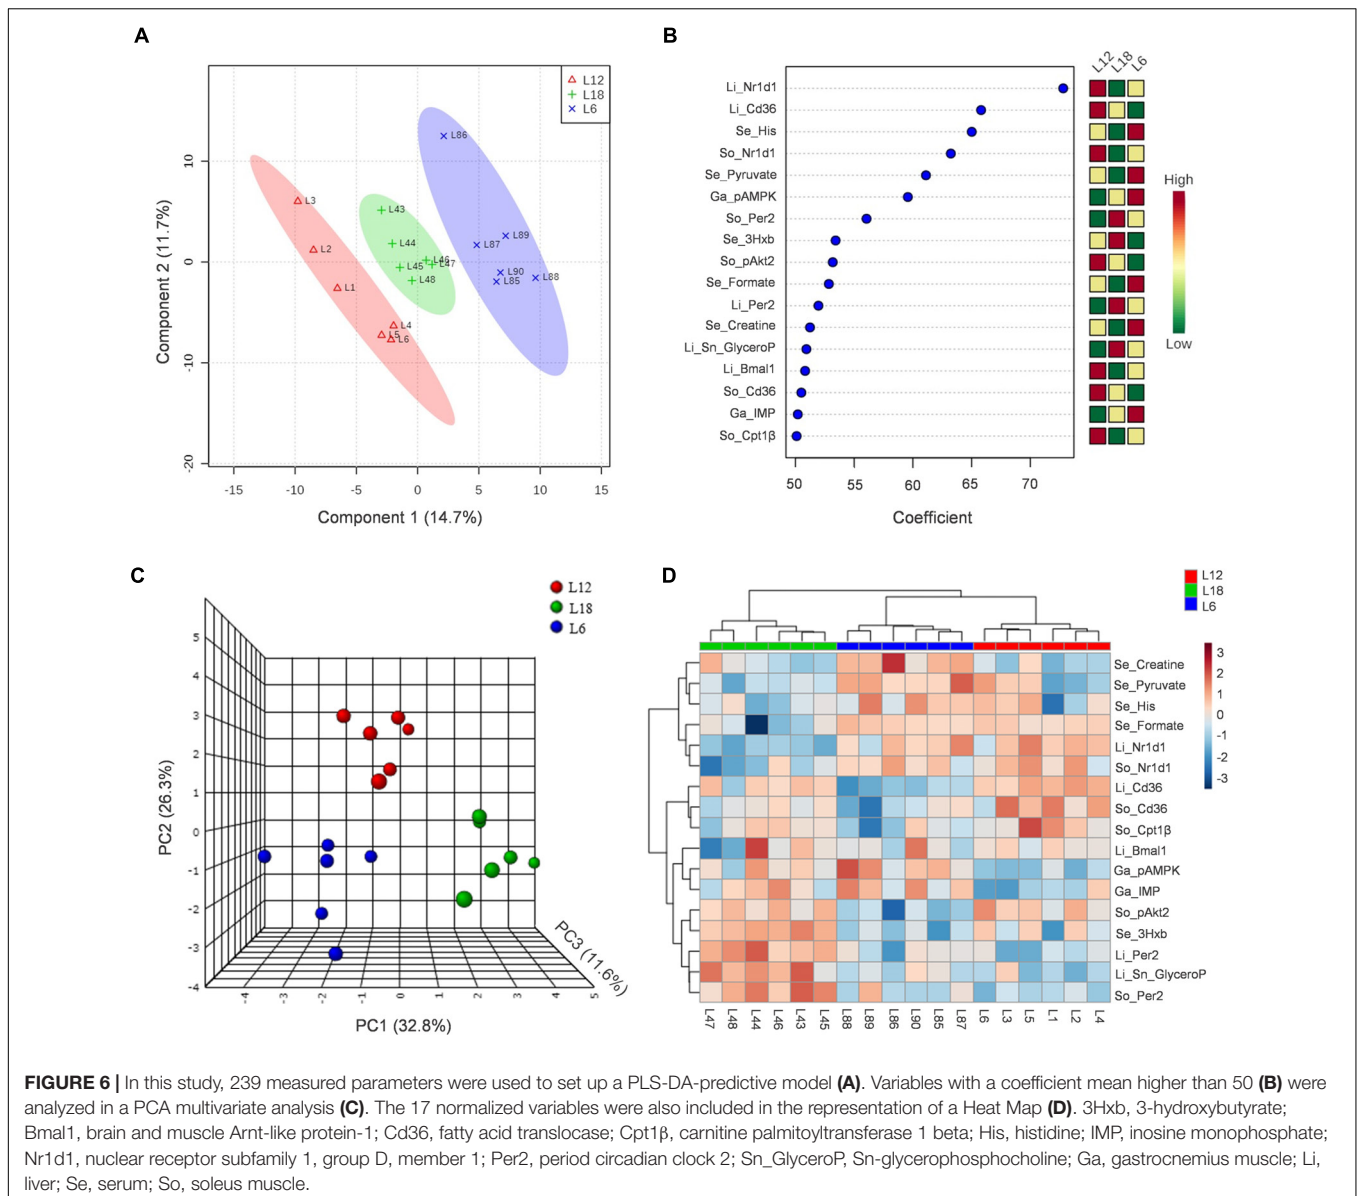 A
L12
L18
L6
L86
L3
L43
L2
L44
L89
L87
L46
L45
L47
L90
L1
L48
L85
L88
L4
L5
L6
10
0
-10
-20
-15
-10
-5
0
5
10
15
Component 2 (11.7%)
Component 1 (14.7%)
B
L12
L18
L6
Li_Nr1d1
Li_Cd36
Se_His
So_Nr1d1
Se_Pyruvate
Ga_pAMPK
So_Per2
Se_3Hxb
So_pAkt2
Se_Formate
Li_Per2
Se_Creatine
Li_Sn_GlyceroP
Li_Bmal1
So_Cd36
Ga_IMP
So_Cpt1β
50
55
60
65
70
Coefficient
High
Low
C
L12
L18
L6
5
4
3
2
1
0
-1
-2
-3
-4
-4
-3
-2
-1
0
1
2
3
4
5
PC2 (26.3%)
PC1 (32.8%)
PC3 (11.6%)
D
L12
L18
L6
3
2
1
0
-1
-2
-3
Se_Creatine
Se_Pyruvate
Se_His
Se_Formate
Li_Nr1d1
So_Nr1d1
Li_Cd36
So_Cd36
So_Cpt1β
Li_Bmal1
Ga_pAMPK
Ga_IMP
So_pAkt2
Se_3Hxb
Li_Per2
Li_Sn_GlyceroP
So_Per2
L47
L48
L44
L46
L43
L45
L88
L89
L86
L90
L85
L87
L6
L3
L5
L1
L2
L4
FIGURE 6 | In this study, 239 measured parameters were used to set up a PLS-DA-predictive model (A). Variables with a coefficient mean higher than 50 (B) were
analyzed in a PCA multivariate analysis (C). The 17 normalized variables were also included in the representation of a Heat Map (D). 3Hxb, 3-hydroxybutyrate;
Bmal1, brain and muscle Arnt-like protein-1; Cd36, fatty acid translocase; Cpt1β, carnitine palmitoyltransferase 1 beta; His, histidine; IMP, inosine monophosphate;
Nr1d1, nuclear receptor subfamily 1, group D, member 1; Per2, period circadian clock 2; Sn_GlyceroP, Sn-glycerophosphocholine; Ga, gastrocnemius muscle; Li,
liver; Se, serum; So, soleus muscle.